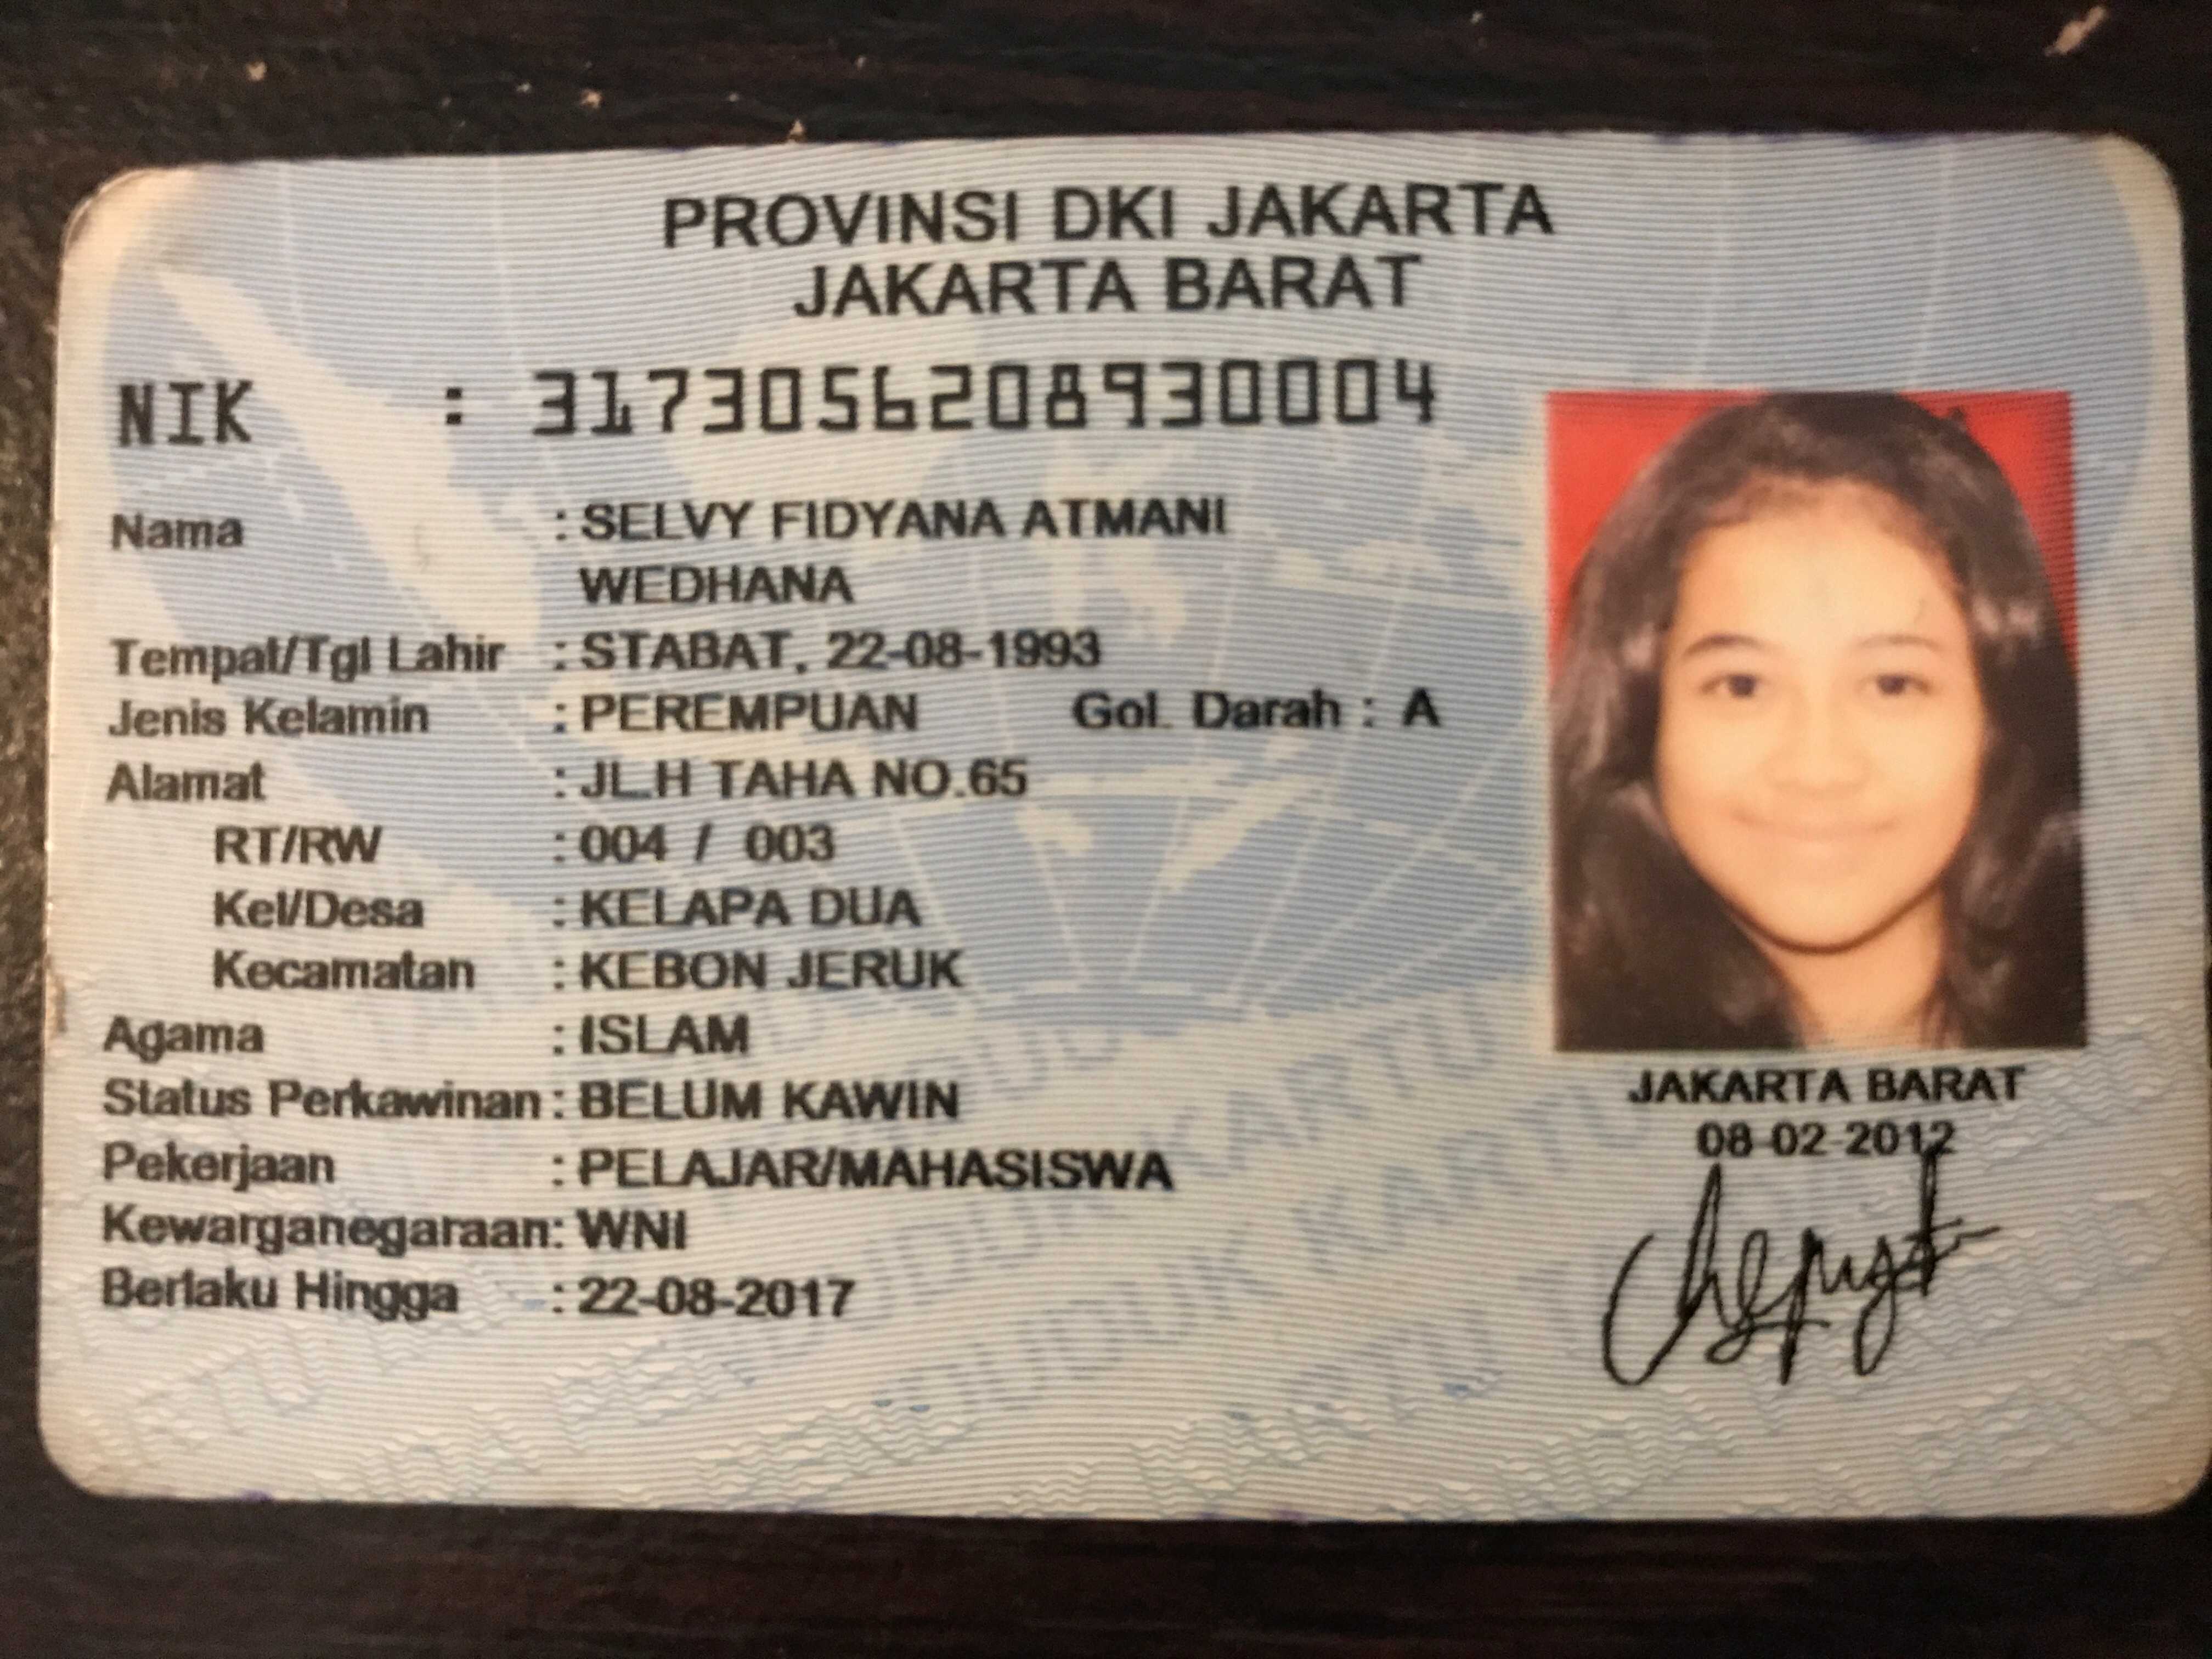 PROVINSI DKI JAKARTA
JAKARTA BARAT
NIK : 3173056208930004
Nama : SELVY FIDYANA ATMANI
WEDHANA
Tempat/Tgl Lahir : STABAT, 22-08-1993
Jenis Kelamin : PEREMPUAN Gol. Darah : A
Alamat : JL.H TAHA NO.65
RT/RW : 004 / 003
Kel/Desa : KELAPA DUA
Kecamatan : KEBON JERUK
Agama : ISLAM
Status Perkawinan : BELUM KAWIN
Pekerjaan : PELAJAR/MAHASISWA
Kewarganegaraan : WNI
Berlaku Hingga : 22-08-2017
JAKARTA BARAT
08-02-2012